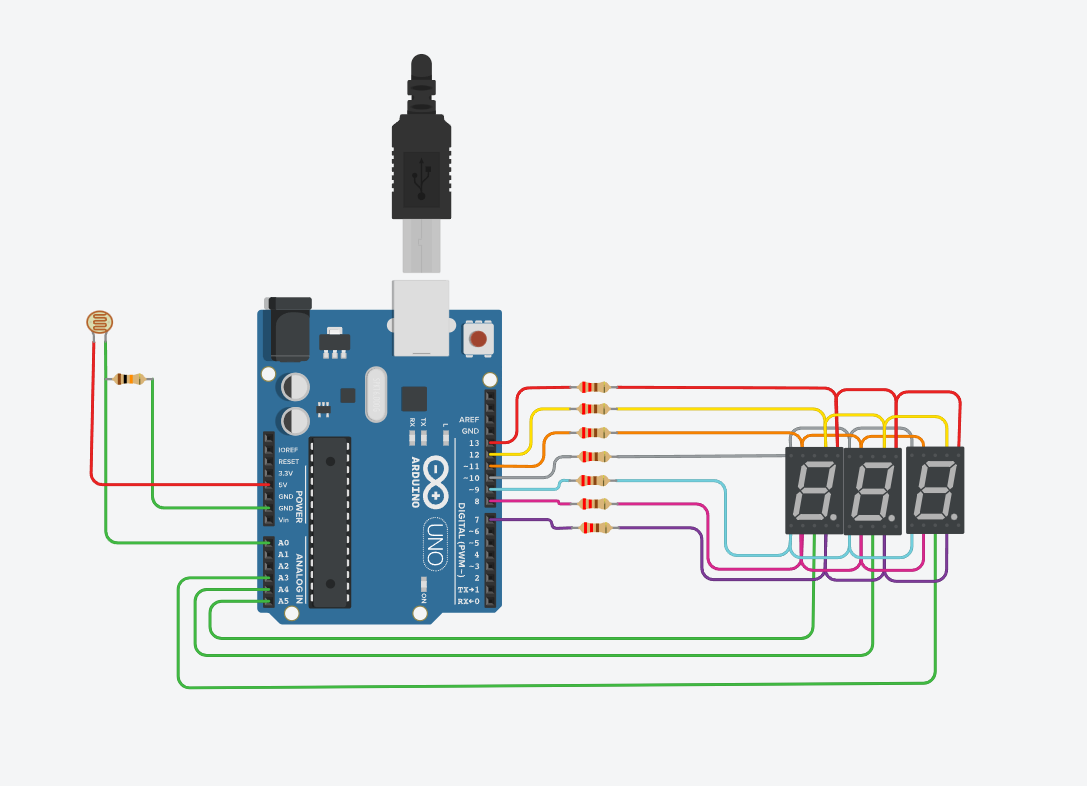 AREF
GND
13
12
~11
~10
~9
8
7
~6
~5
4
~3
2
TX→1
RX←0
IOREF
RESET
3.3V
5V
GND
GND
Vin
A0
A1
A2
A3
A4
A5
POWER
ANALOG IN
RX
TX
L
ARDUINO
UNO
DIGITAL (PWM~)
ON